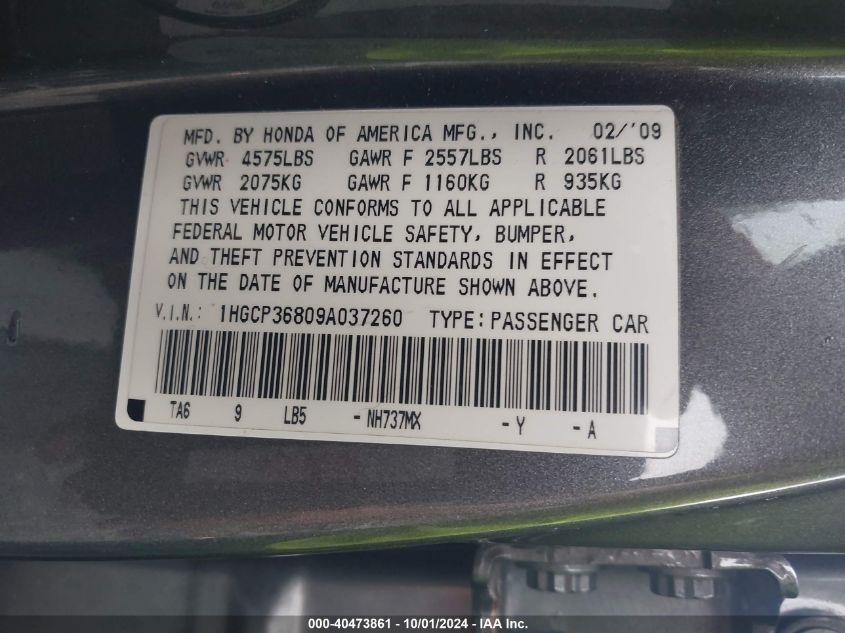 MFD. BY HONDA OF AMERICA MFG., INC. 02/'09
GVWR 4575LBS GAWR F 2557LBS R 2061LBS
GVWR 2075KG GAWR F 1160KG R 935KG
THIS VEHICLE CONFORMS TO ALL APPLICABLE
FEDERAL MOTOR VEHICLE SAFETY, BUMPER,
AND THEFT PREVENTION STANDARDS IN EFFECT
ON THE DATE OF MANUFACTURE SHOWN ABOVE.
V.I.N.: 1HGCP36809A037260 TYPE:PASSENGER CAR
TA6 9 LB5 -NH737MX -Y -A
000-40473861 - 10/01/2024 - IAA Inc.